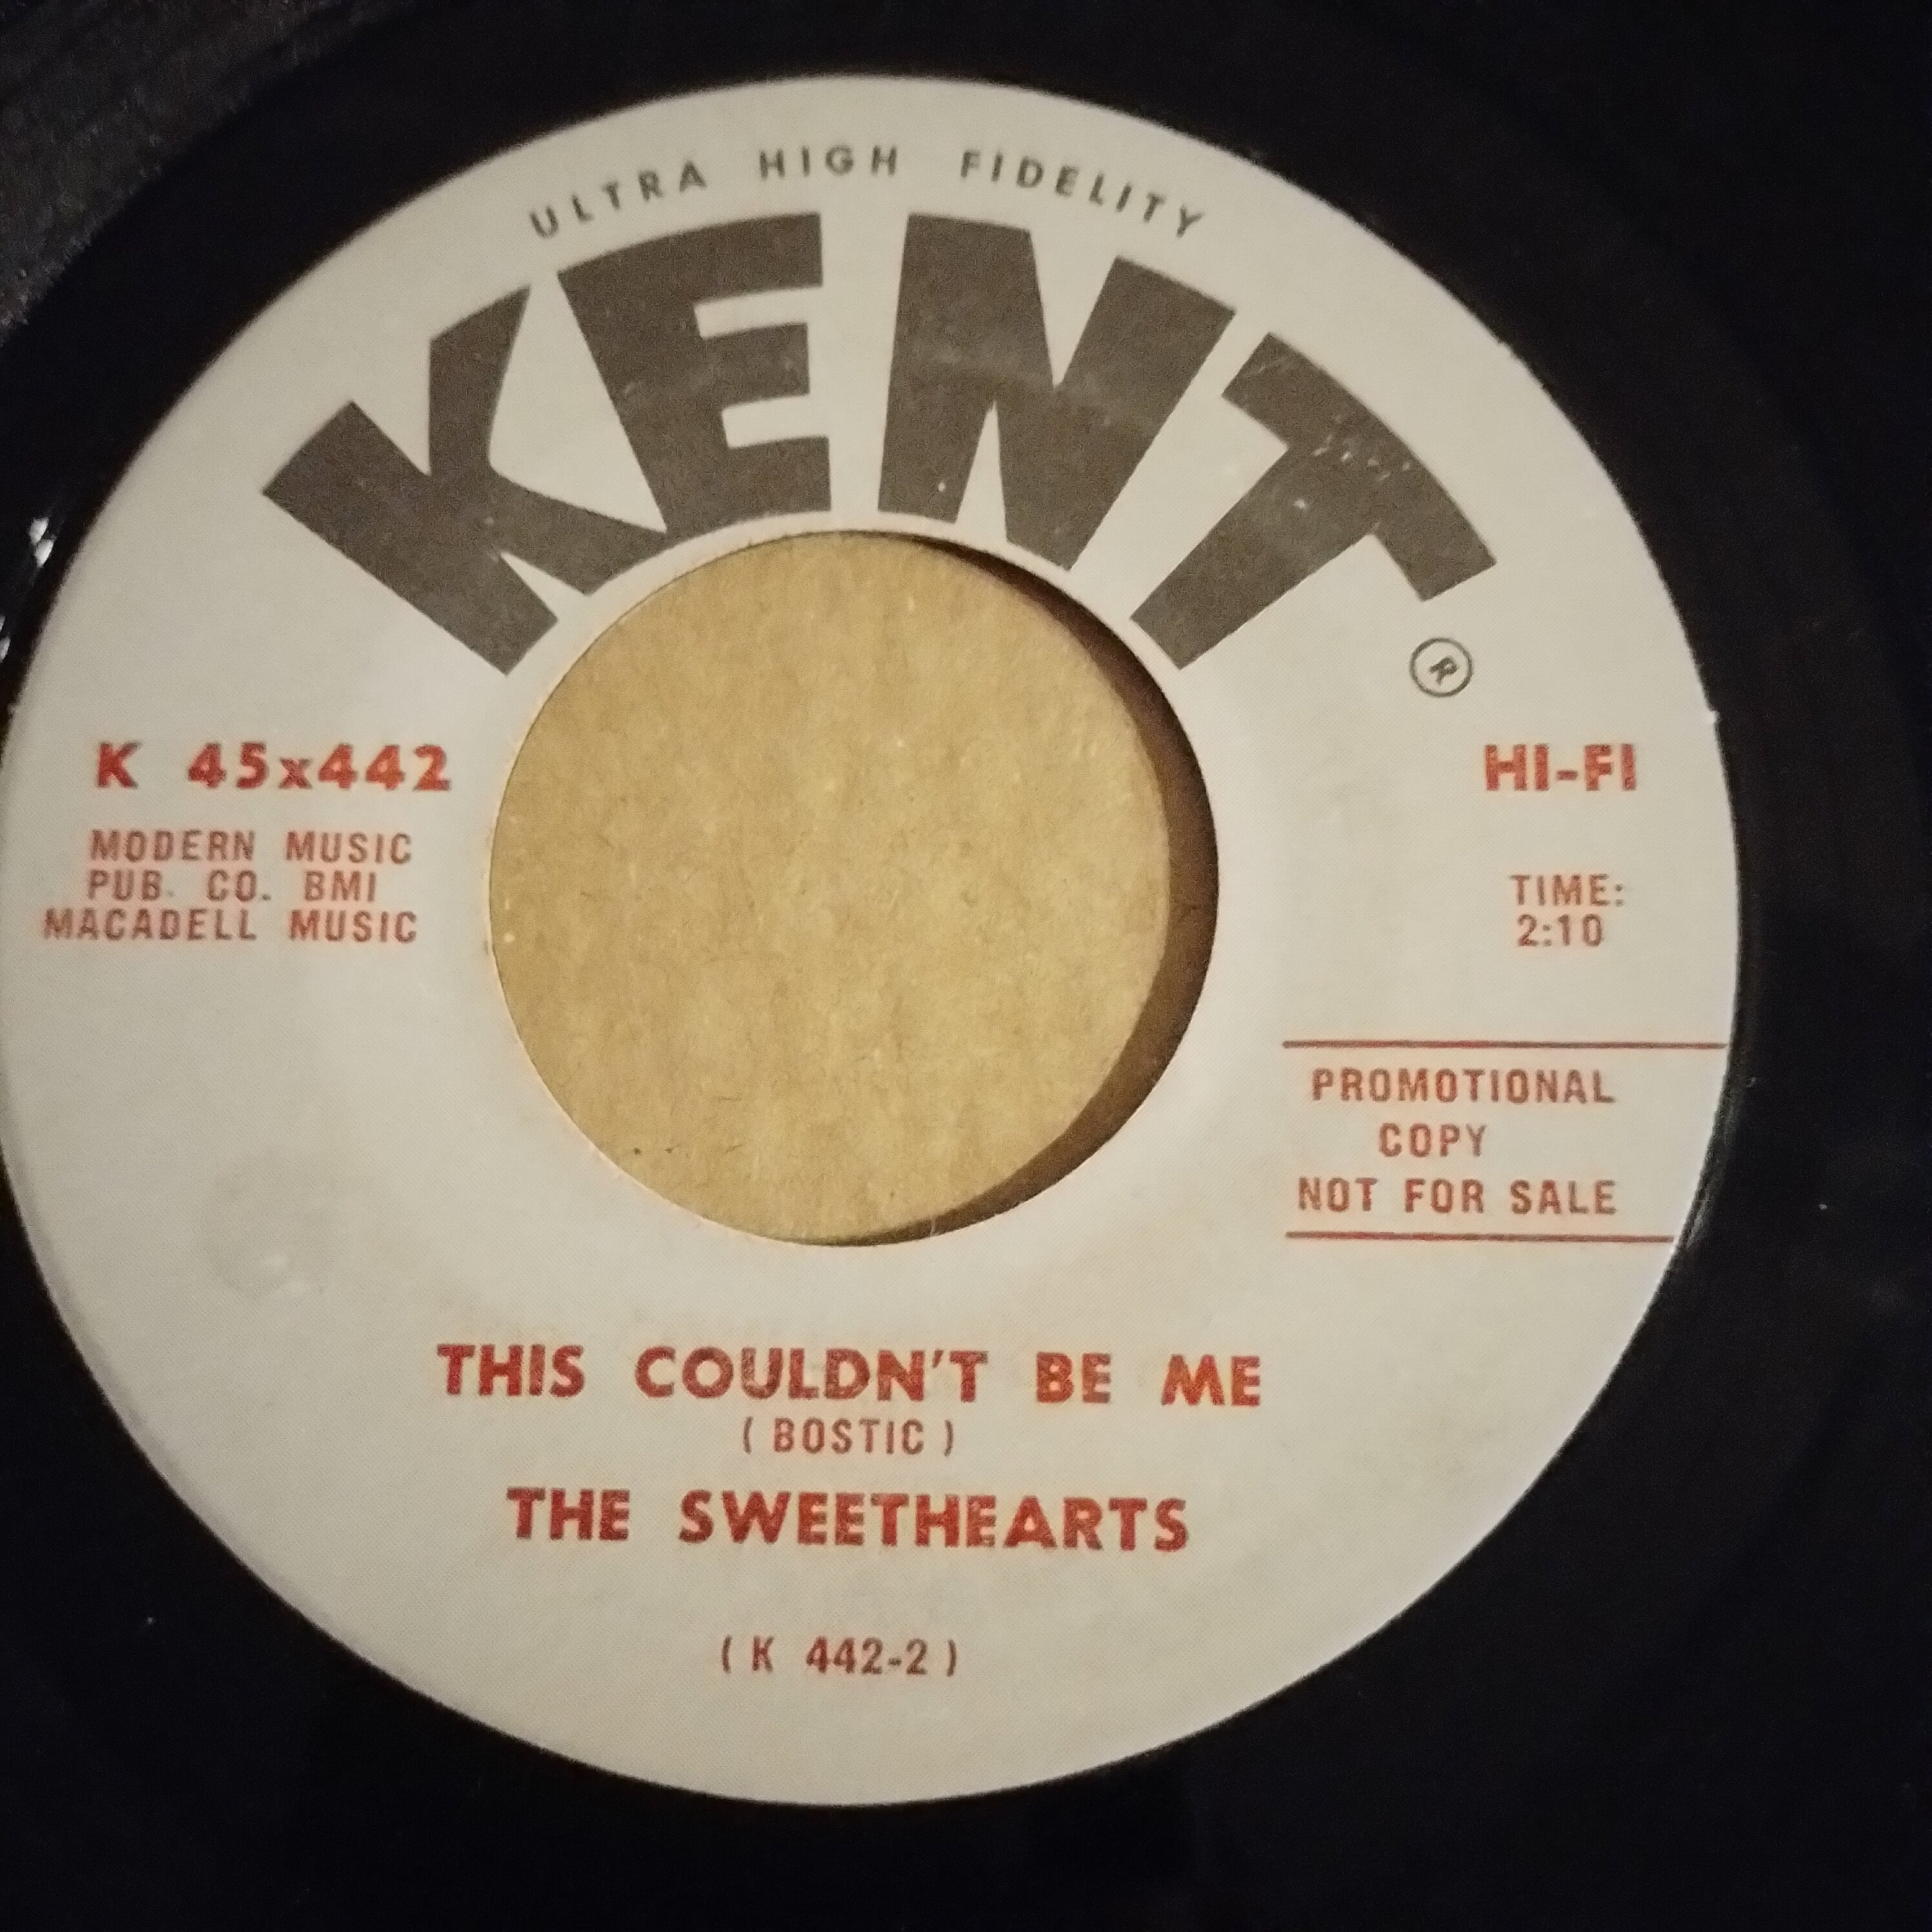 ULTRA HIGH FIDELITY
KENT
®
K 45x442
HI-FI
MODERN MUSIC
PUB. CO. BMI
MACADELL MUSIC
TIME:
2:10
PROMOTIONAL
COPY
NOT FOR SALE
THIS COULDN'T BE ME
( BOSTIC )
THE SWEETHEARTS
( K 442-2 )